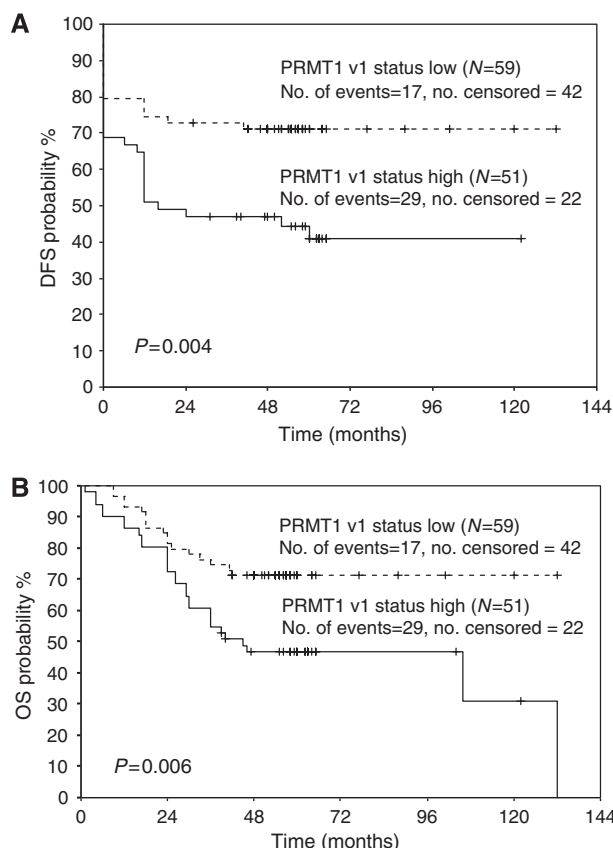 A
100
90
80
70
60
50
40
30
20
10
0
DFS probability %
PRMT1 v1 status low (N=59)
No. of events=17, no. censored = 42
PRMT1 v1 status high (N=51)
No. of events=29, no. censored = 22
P=0.004
0 24 48 72 96 120 144
Time (months)
B
100
90
80
70
60
50
40
30
20
10
0
OS probability %
PRMT1 v1 status low (N=59)
No. of events=17, no. censored = 42
PRMT1 v1 status high (N=51)
No. of events=29, no. censored = 22
P=0.006
0 24 48 72 96 120 144
Time (months)